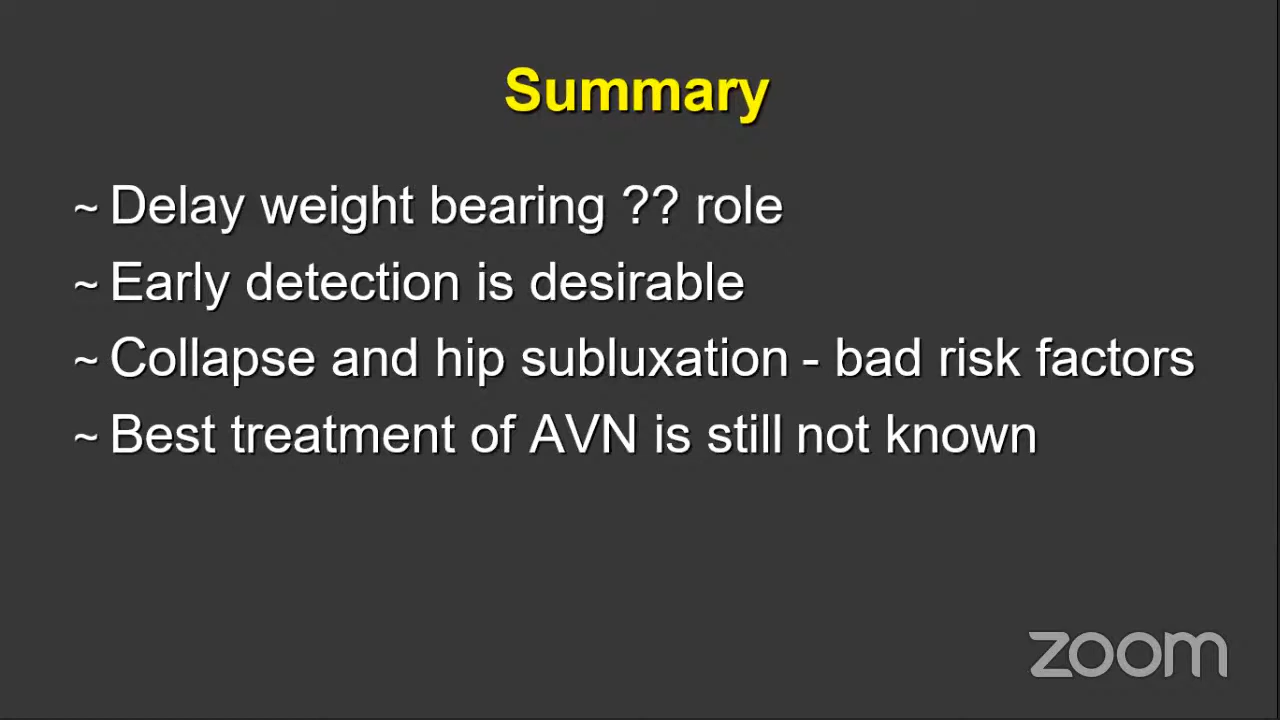 Summary
~ Delay weight bearing ?? role
~ Early detection is desirable
~ Collapse and hip subluxation - bad risk factors
~ Best treatment of AVN is still not known
zoom